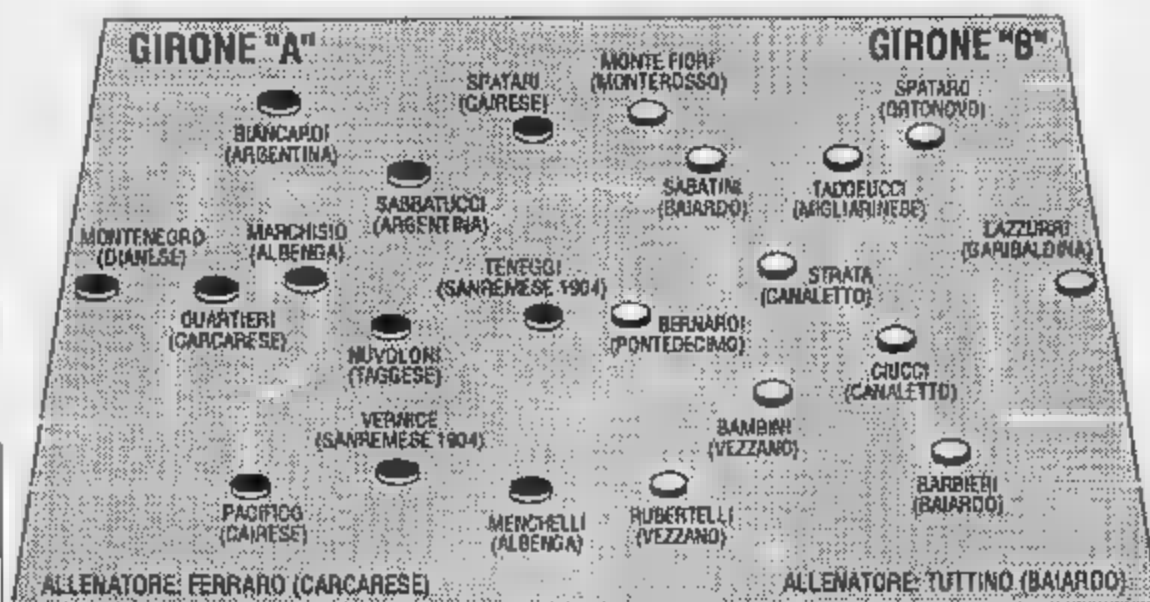 GIRONE "A"
GIRONE "B"
BIANCARDI
(ARGENTINA)
SPATARI
(CAIRESE)
SABBATUCCI
(ARGENTINA)
MONTENEGRO
(DIANESE)
MARCHISIO
(ALBENGA)
QUARTIERI
(CARCARESE)
TENEGGI
(SANREMESE 1904)
NUVOLONI
(TAGGESE)
VERNICE
(SANREMESE 1904)
PACIFICO
(CAIRESE)
MENCHELLI
(ALBENGA)
ALLENATORE: FERRARO (CARCARESE)
MONTE FIORI
(MONTEROSSO)
SPATARO
(ORTONOVO)
SABATINI
(BAIARDO)
TADDEUCCI
(MIGLIARINESE)
LAZZURRI
(GARIBALDINA)
STRATA
(CANALETTO)
BERNARDI
(PONTEDECIMO)
CIUCCI
(CANALETTO)
BAMBINI
(VEZZANO)
BARBIERI
(BAIARDO)
RUBERTELLI
(VEZZANO)
ALLENATORE: TUTTINO (BAIARDO)